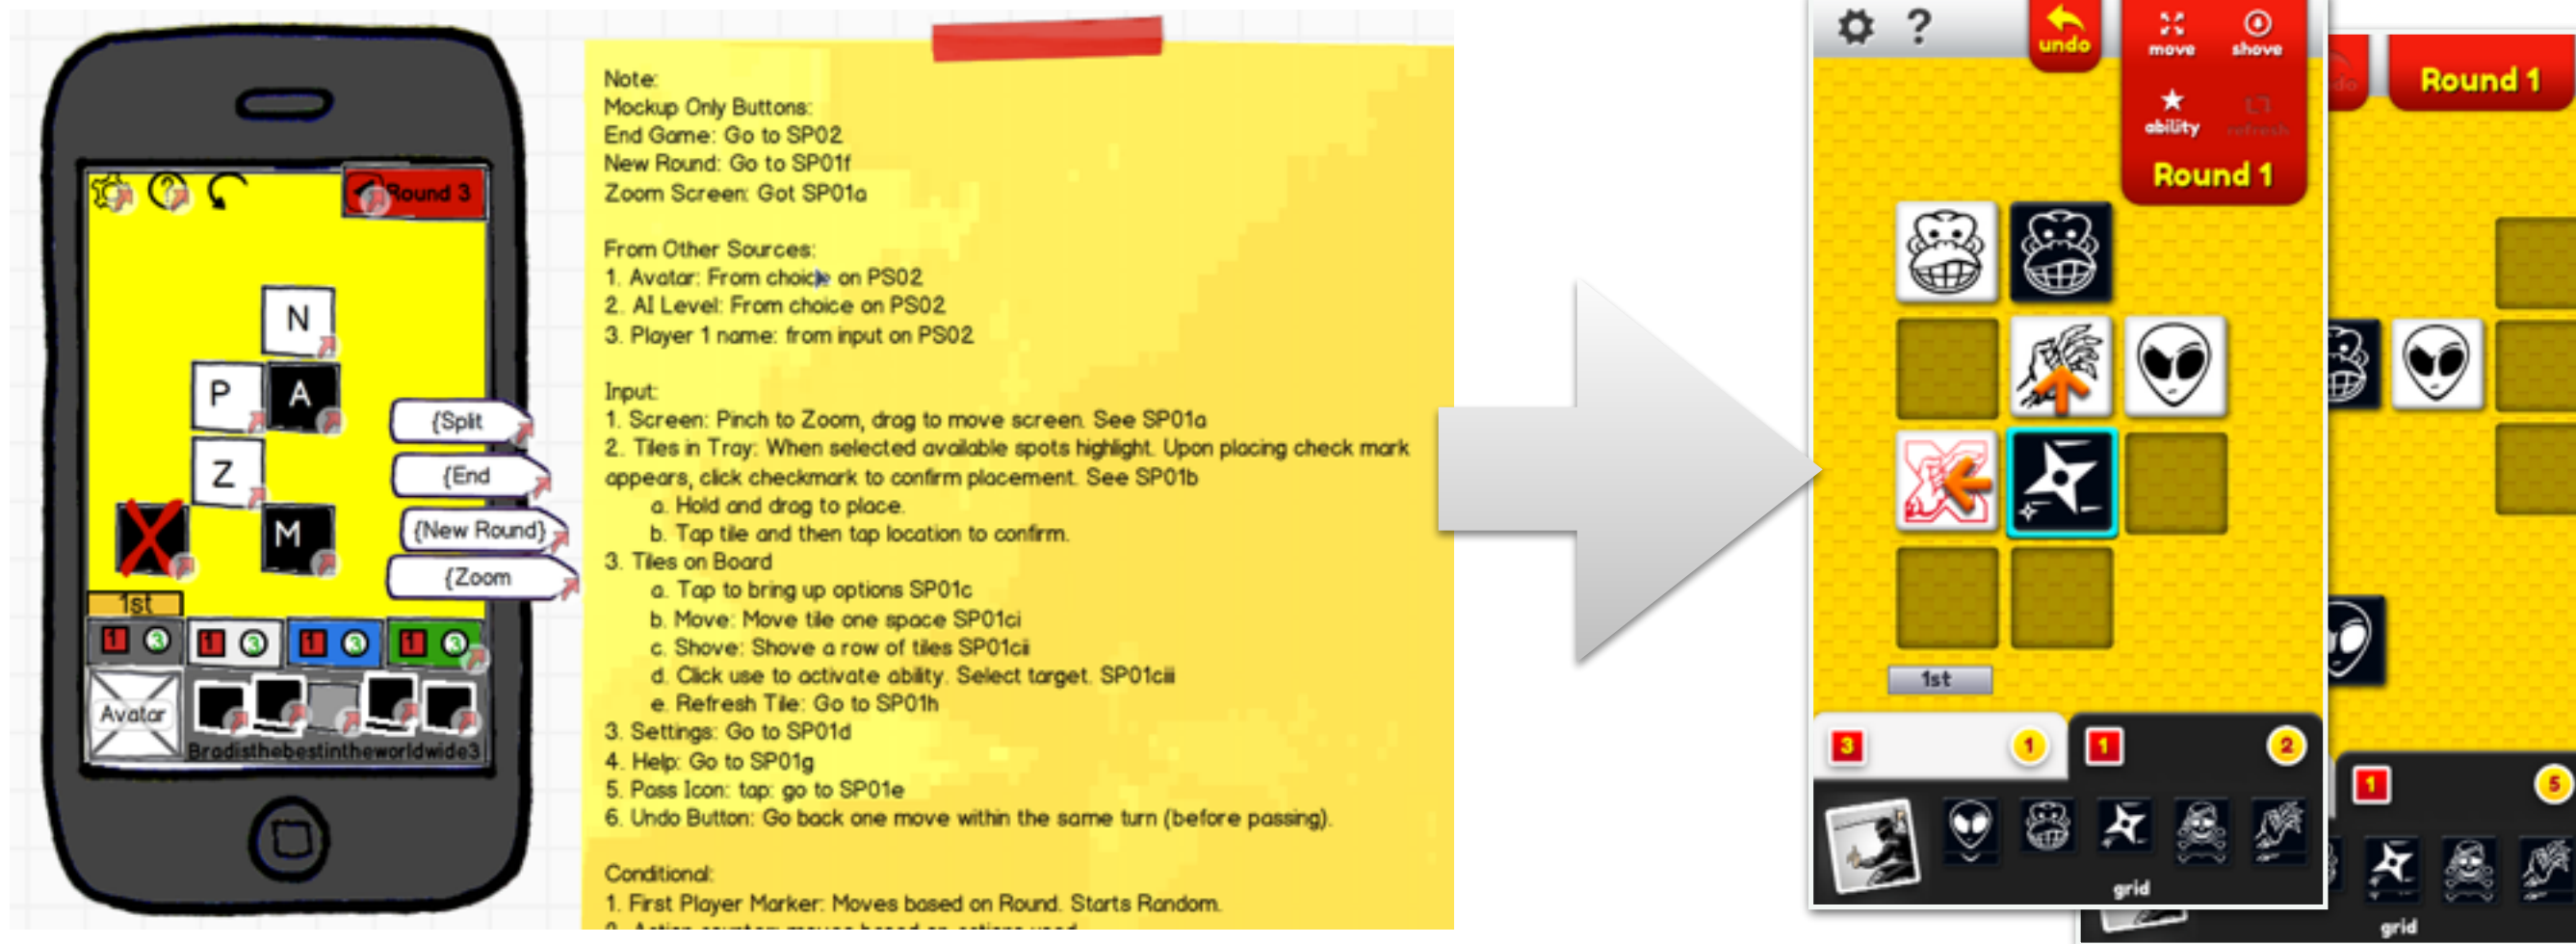 Round 3
N
P
A
Z
X
M
{Split
{End
{New Round}
{Zoom
1st
1 3 1 3 1 3 1 3
Avatar
Bradisthebestintheworldwide3
Note:
Mockup Only Buttons:
End Game: Go to SP02
New Round: Go to SP01f
Zoom Screen: Got SP01a
From Other Sources:
1. Avatar: From choice on PS02
2. AI Level: From choice on PS02
3. Player 1 name: from input on PS02
Input:
1. Screen: Pinch to Zoom, drag to move screen. See SP01a
2. Tiles in Tray: When selected available spots highlight. Upon placing check mark
appears, click checkmark to confirm placement. See SP01b
a. Hold and drag to place.
b. Tap tile and then tap location to confirm.
3. Tiles on Board
a. Tap to bring up options SP01c
b. Move: Move tile one space SP01ci
c. Shove: Shove a row of tiles SP01cii
d. Click use to activate ability. Select target. SP01ciii
e. Refresh Tile: Go to SP01h
3. Settings: Go to SP01d
4. Help: Go to SP01g
5. Pass Icon: tap: go to SP01e
6. Undo Button: Go back one move within the same turn (before passing).
Conditional:
1. First Player Marker: Moves based on Round. Starts Random.
?
undo
move
shove
ability
refresh
Round 1
1st
3 1 1 2
grid
Round 1
1 5
grid